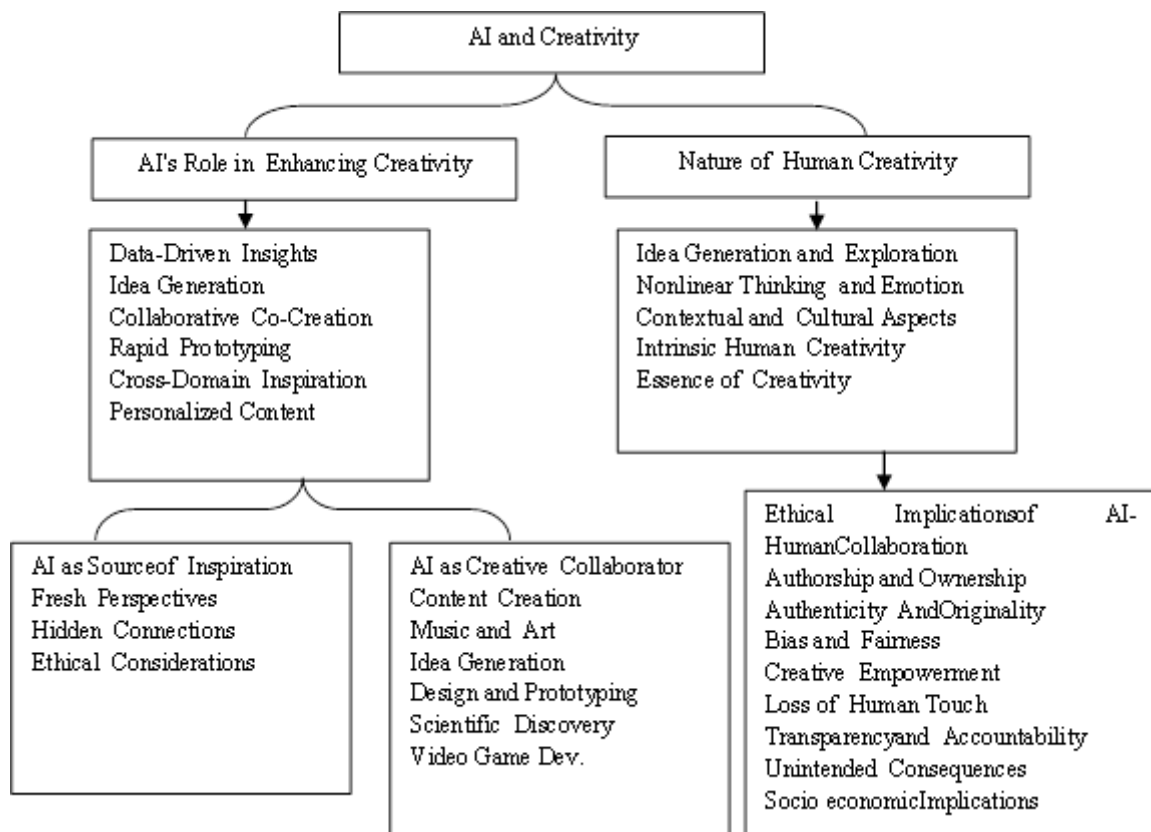 AI and Creativity
AI's Role in Enhancing Creativity
Nature of Human Creativity
Data-Driven Insights
Idea Generation
Collaborative Co-Creation
Rapid Prototyping
Cross-Domain Inspiration
Personalized Content
Idea Generation and Exploration
Nonlinear Thinking and Emotion
Contextual and Cultural Aspects
Intrinsic Human Creativity
Essence of Creativity
AI as Sourceof Inspiration
Fresh Perspectives
Hidden Connections
Ethical Considerations
AI as Creative Collaborator
Content Creation
Music and Art
Idea Generation
Design and Prototyping
Scientific Discovery
Video Game Dev.
Ethical Implicationsof AI-
HumanCollaboration
Authorship and Ownership
Authenticity AndOriginality
Bias and Fairness
Creative Empowerment
Loss of Human Touch
Transparencyand Accountability
Unintended Consequences
Socio economicImplications